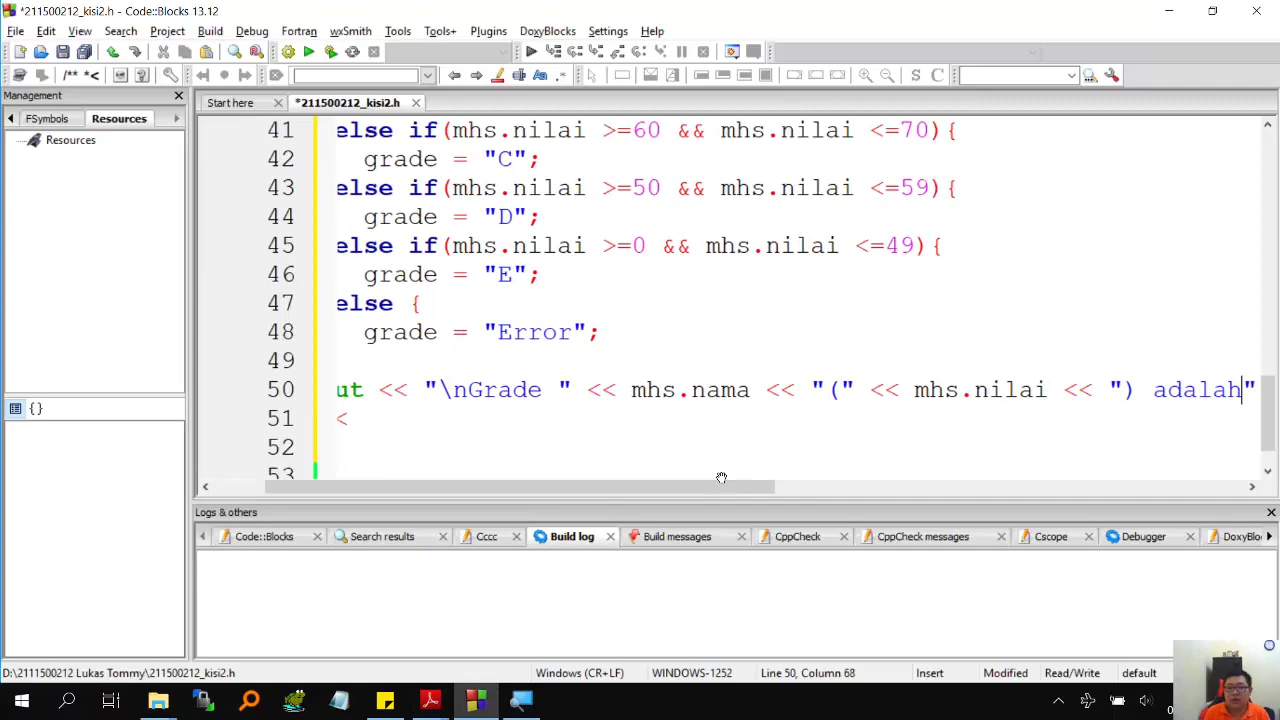 *211500212_kisi2.h - Code::Blocks 13.12
File Edit View Search Project Build Debug Fortran wxSmith Tools Tools+ Plugins DoxyBlocks Settings Help
/** *<
S C
Management
Start here *211500212_kisi2.h
FSymbols Resources
Resources
41 else if(mhs.nilai >=60 && mhs.nilai <=70){
42 grade = "C";
43 else if(mhs.nilai >=50 && mhs.nilai <=59){
44 grade = "D";
45 else if(mhs.nilai >=0 && mhs.nilai <=49){
46 grade = "E";
47 else {
48 grade = "Error";
49
50 ut << "\nGrade " << mhs.nama << "(" << mhs.nilai << ") adalah"
51 <
52
53
{}
Logs & others
Code::Blocks Search results Cccc Build log Build messages CppCheck CppCheck messages Cscope Debugger DoxyBlo
D:\2111500212 Lukas Tommy\211500212_kisi2.h Windows (CR+LF) WINDOWS-1252 Line 50, Column 68 Insert Modified Read/Write default